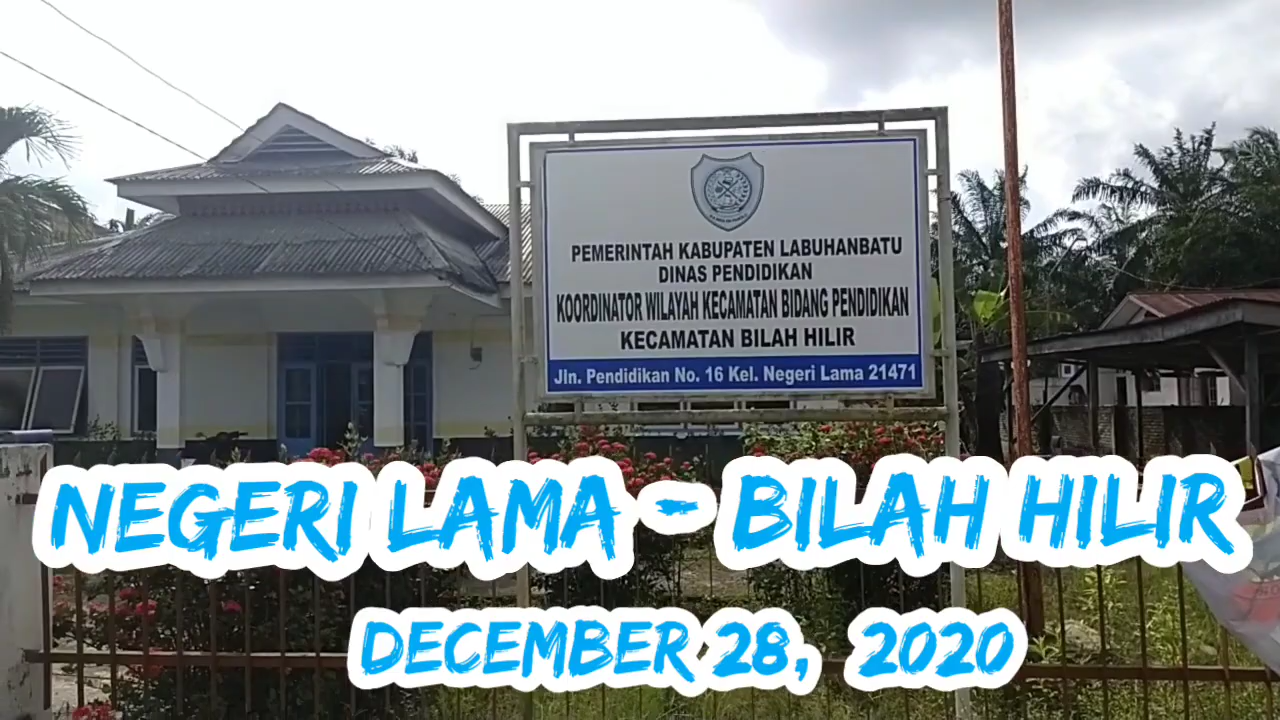 PEMERINTAH KABUPATEN LABUHANBATU
DINAS PENDIDIKAN
KOORDINATOR WILAYAH KECAMATAN BIDANG PENDIDIKAN
KECAMATAN BILAH HILIR
Jln. Pendidikan No. 16 Kel. Negeri Lama 21471
NEGERI LAMA - BILAH HILIR
DECEMBER 28, 2020